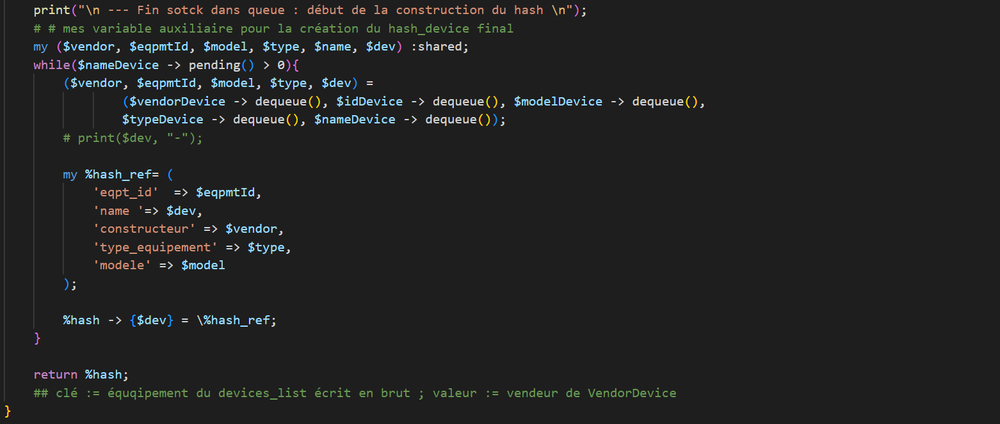 print("\n --- Fin sotck dans queue : début de la construction du hash \n");
# # mes variable auxiliaire pour la création du hash_device final
my ($vendor, $eqpmtId, $model, $type, $name, $dev) :shared;
while($nameDevice -> pending() > 0){
($vendor, $eqpmtId, $model, $type, $dev) =
($vendorDevice -> dequeue(), $idDevice -> dequeue(), $modelDevice -> dequeue(),
$typeDevice -> dequeue(), $nameDevice -> dequeue());
# print($dev, "-");
my %hash_ref= (
'eqpt_id'  => $eqpmtId,
'name '=> $dev,
'constructeur' => $vendor,
'type_equipement' => $type,
'modele' => $model
);
%hash -> {$dev} = \%hash_ref;
}
return %hash;
## clé := équqipement du devices_list écrit en brut ; valeur := vendeur de VendorDevice
}